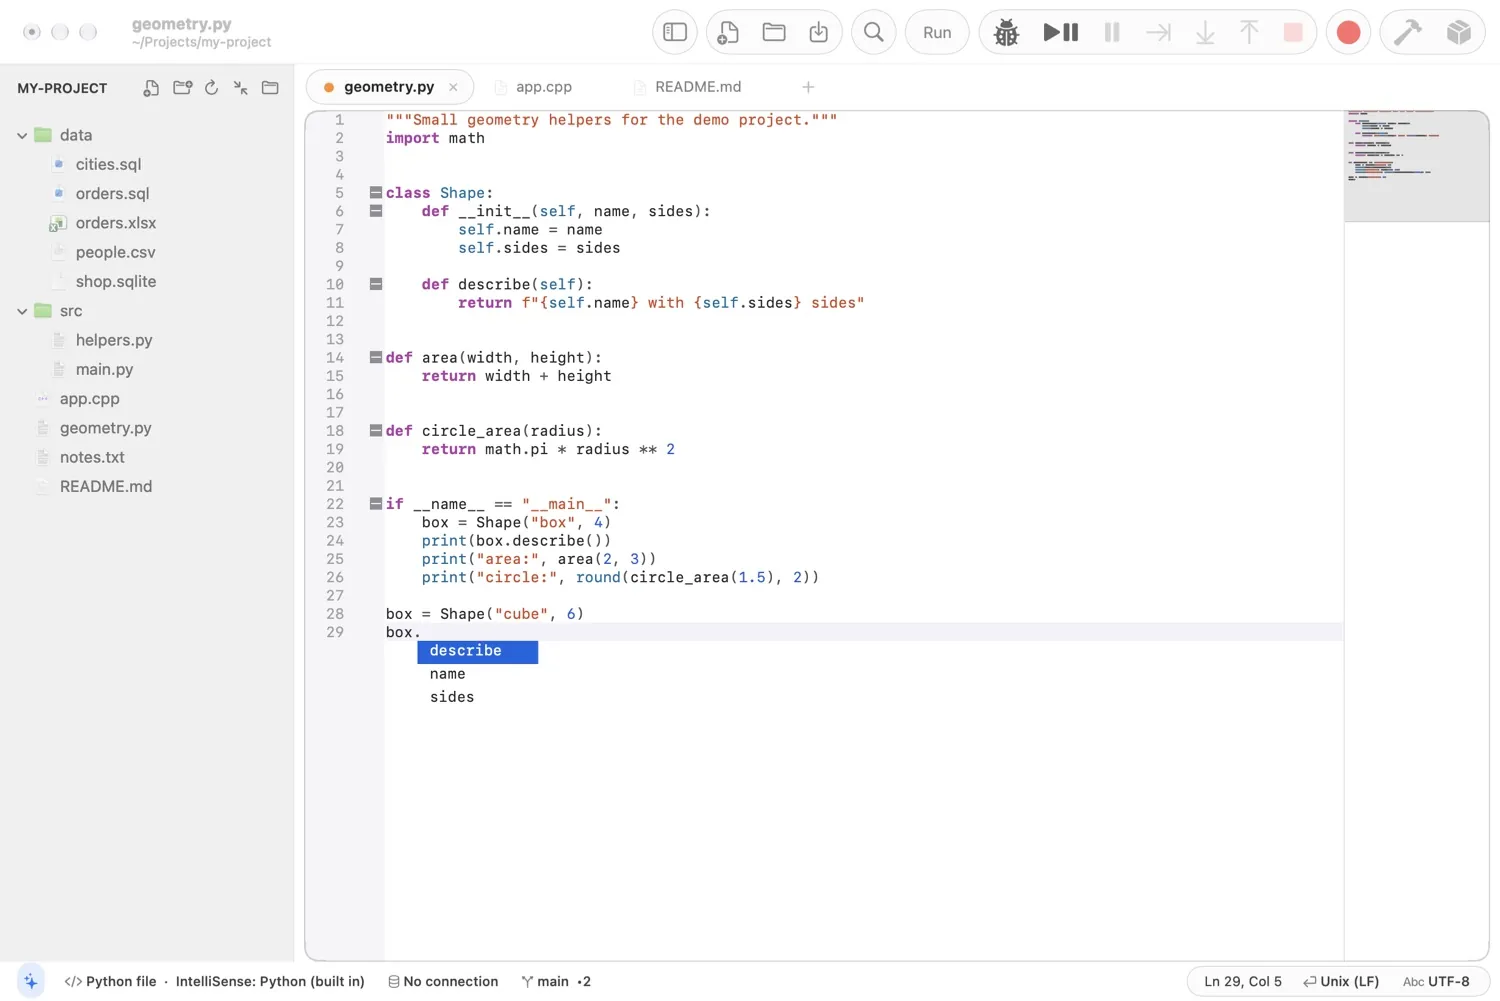 geometry.py
~/Projects/my-project
Run
MY-PROJECT
geometry.py
app.cpp
README.md
data
cities.sql
orders.sql
orders.xlsx
people.csv
shop.sqlite
src
helpers.py
main.py
app.cpp
geometry.py
notes.txt
README.md
1 """Small geometry helpers for the demo project."""
2 import math
3
4
5 class Shape:
6     def __init__(self, name, sides):
7         self.name = name
8         self.sides = sides
9
10     def describe(self):
11         return f"{self.name} with {self.sides} sides"
12
13
14 def area(width, height):
15     return width + height
16
17
18 def circle_area(radius):
19     return math.pi * radius ** 2
20
21
22 if __name__ == "__main__":
23     box = Shape("box", 4)
24     print(box.describe())
25     print("area:", area(2, 3))
26     print("circle:", round(circle_area(1.5), 2))
27
28 box = Shape("cube", 6)
29 box.
describe
name
sides
</> Python file · IntelliSense: Python (built in) No connection main •2
Ln 29, Col 5 Unix (LF) Abc UTF-8